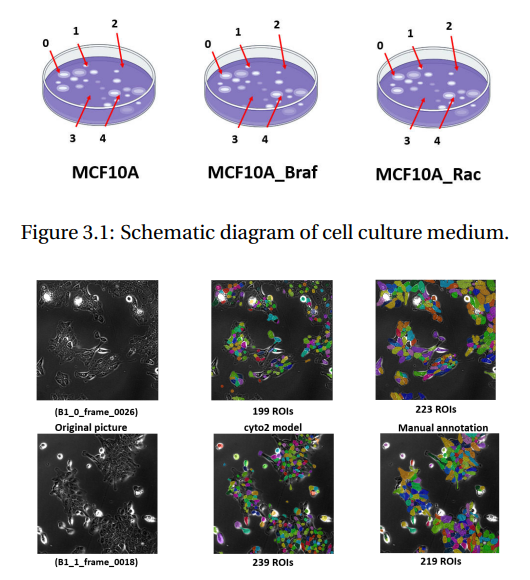 0 1 2 0 1 2 0 1 2
3 4 3 4 3 4
MCF10A MCF10A_Braf MCF10A_Rac
Figure 3.1: Schematic diagram of cell culture medium.
(B1_0_frame_0026) 199 ROIs 223 ROIs
Original picture cyto2 model Manual annotation
(B1_1_frame_0018) 239 ROIs 219 ROIs